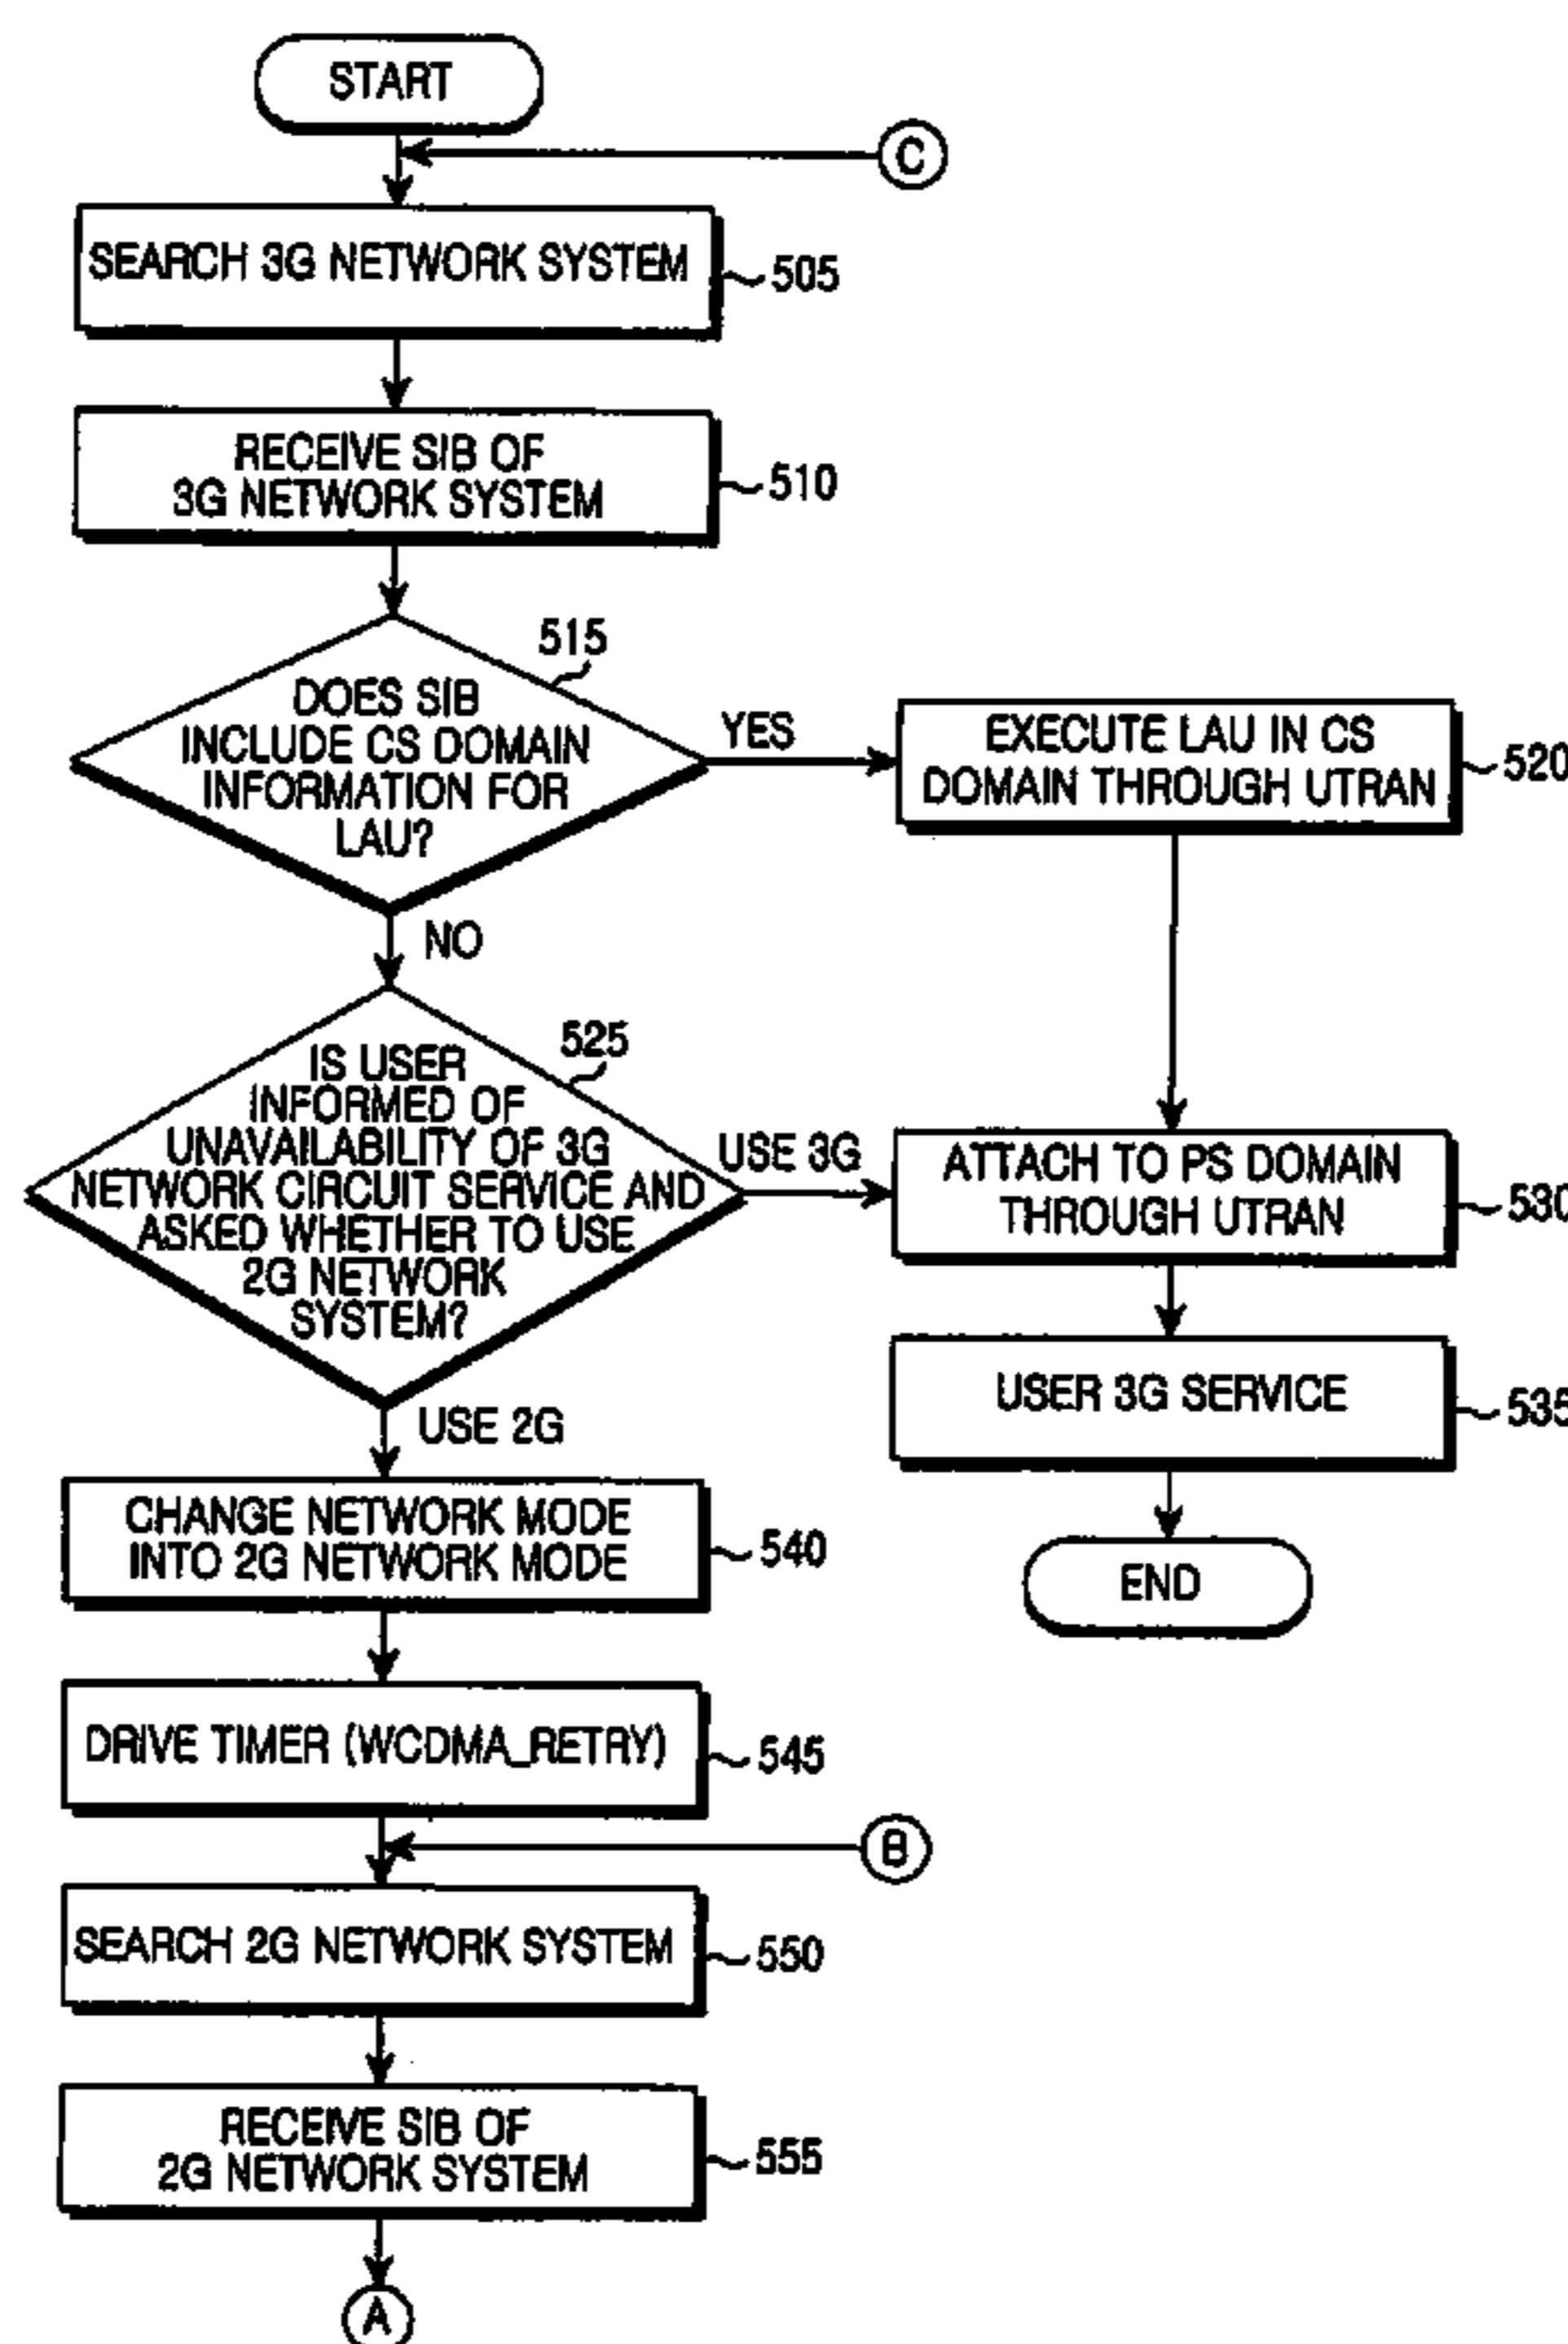 START
C
SEARCH 3G NETWORK SYSTEM
505
RECEIVE SIB OF
3G NETWORK SYSTEM
510
515
DOES SIB
INCLUDE CS DOMAIN
INFORMATION FOR
LAU?
YES
EXECUTE LAU IN CS
DOMAIN THROUGH UTRAN
520
NO
525
IS USER
INFORMED OF
UNAVAILABILITY OF 3G
NETWORK CIRCUIT SERVICE AND
ASKED WHETHER TO USE
2G NETWORK
SYSTEM?
USE 3G
ATTACH TO PS DOMAIN
THROUGH UTRAN
530
USER 3G SERVICE
535
USE 2G
CHANGE NETWORK MODE
INTO 2G NETWORK MODE
540
END
DRIVE TIMER (WCDMA_RETRY)
545
B
SEARCH 2G NETWORK SYSTEM
550
RECEIVE SIB OF
2G NETWORK SYSTEM
555
A